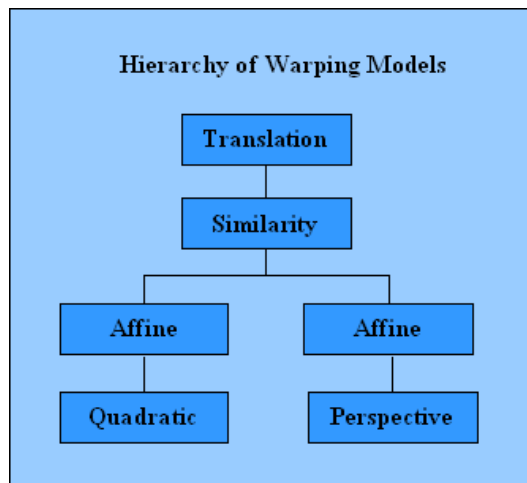 Hierarchy of Warping Models
Translation
Similarity
Affine
Affine
Quadratic
Perspective